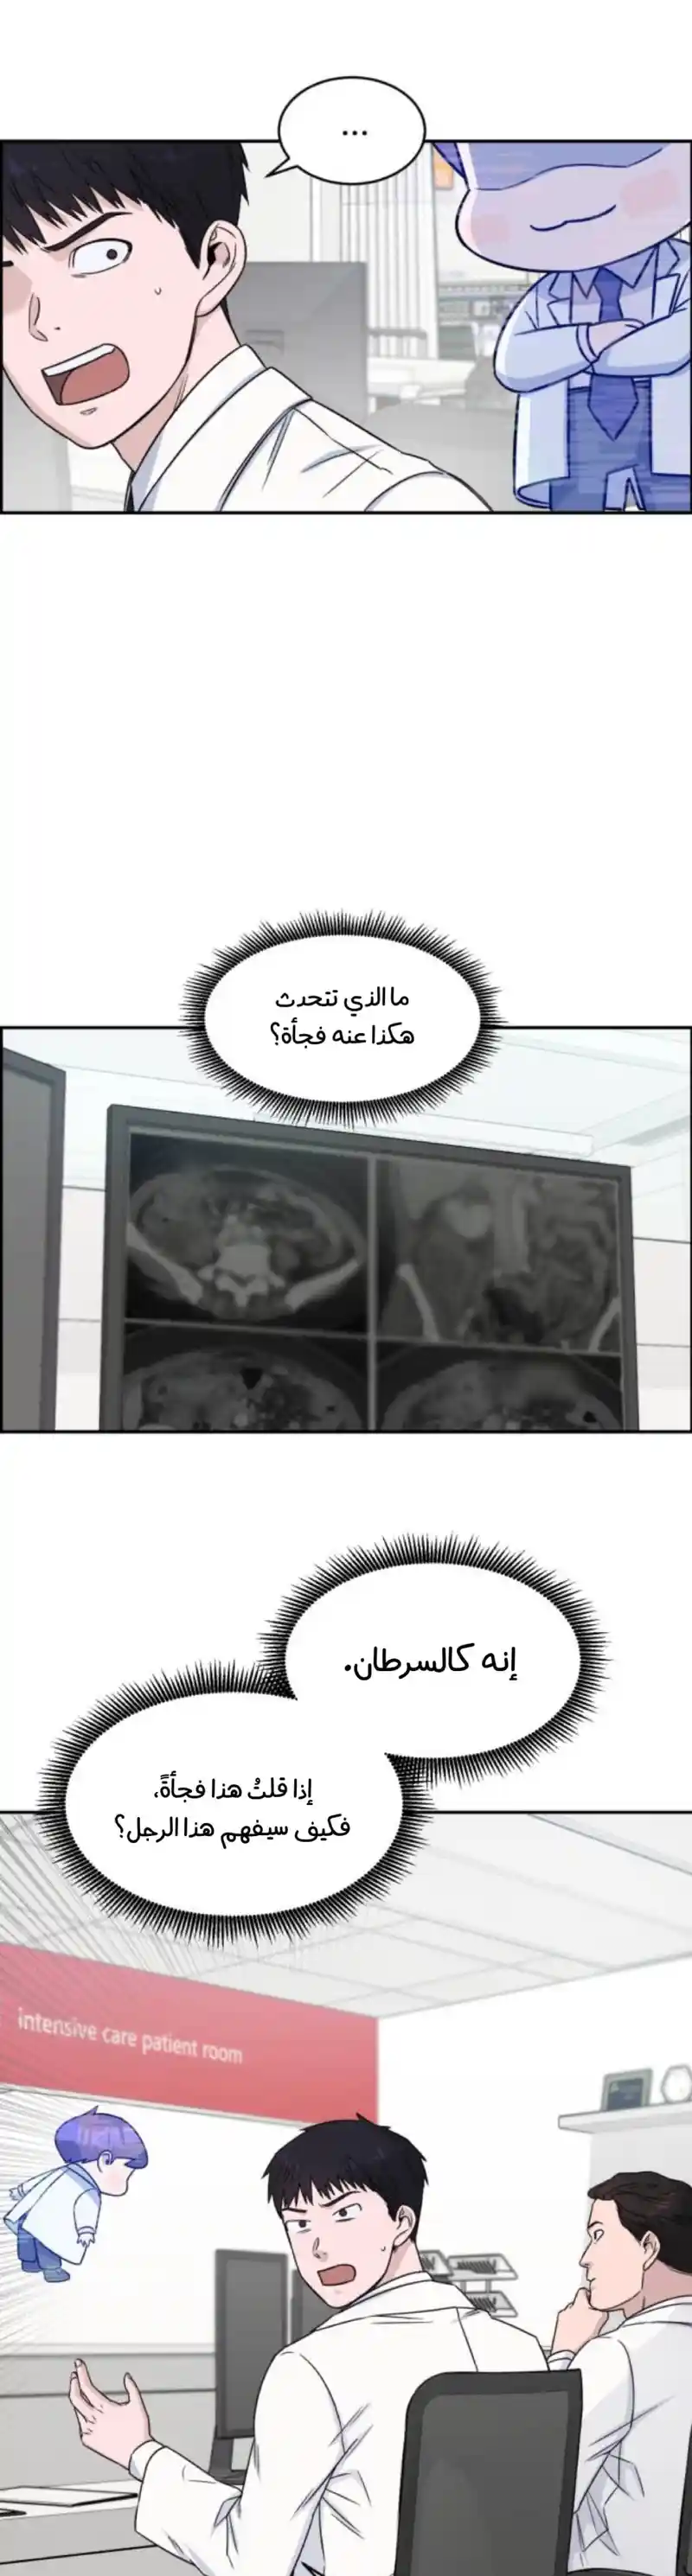 ...
ما الذي تتحدث
هكذا عنه فجأة؟
إنه كالسرطان.
إذا قلتُ هذا فجأةً،
فكيف سيفهم هذا الرجل؟
intensive care patient room